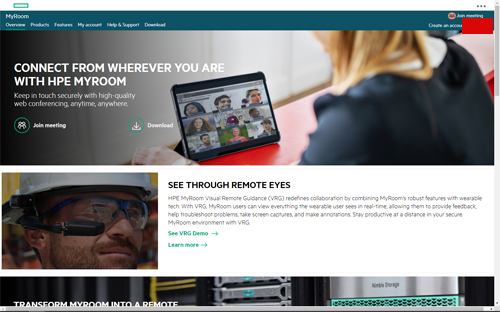 MyRoom
Join meeting
Overview Products Features My account Help & Support Download
Create an accou
CONNECT FROM WHEREVER YOU ARE
WITH HPE MYROOM
Keep in touch securely with high-quality
web conferencing, anytime, anywhere.
Join meeting
Download
SEE THROUGH REMOTE EYES
HPE MyRoom Visual Remote Guidance (VRG) redefines collaboration by combining MyRoom's robust features with wearable
tech. With VRG, MyRoom users can view everything the wearable user sees in real-time, allowing them to provide feedback,
help troubleshoot problems, take screen captures, and make annotations. Stay productive at a distance in your secure
MyRoom environment with VRG.
See VRG Demo
Learn more
TRANSFORM MYROOM INTO A REMOTE
Nimble Storage